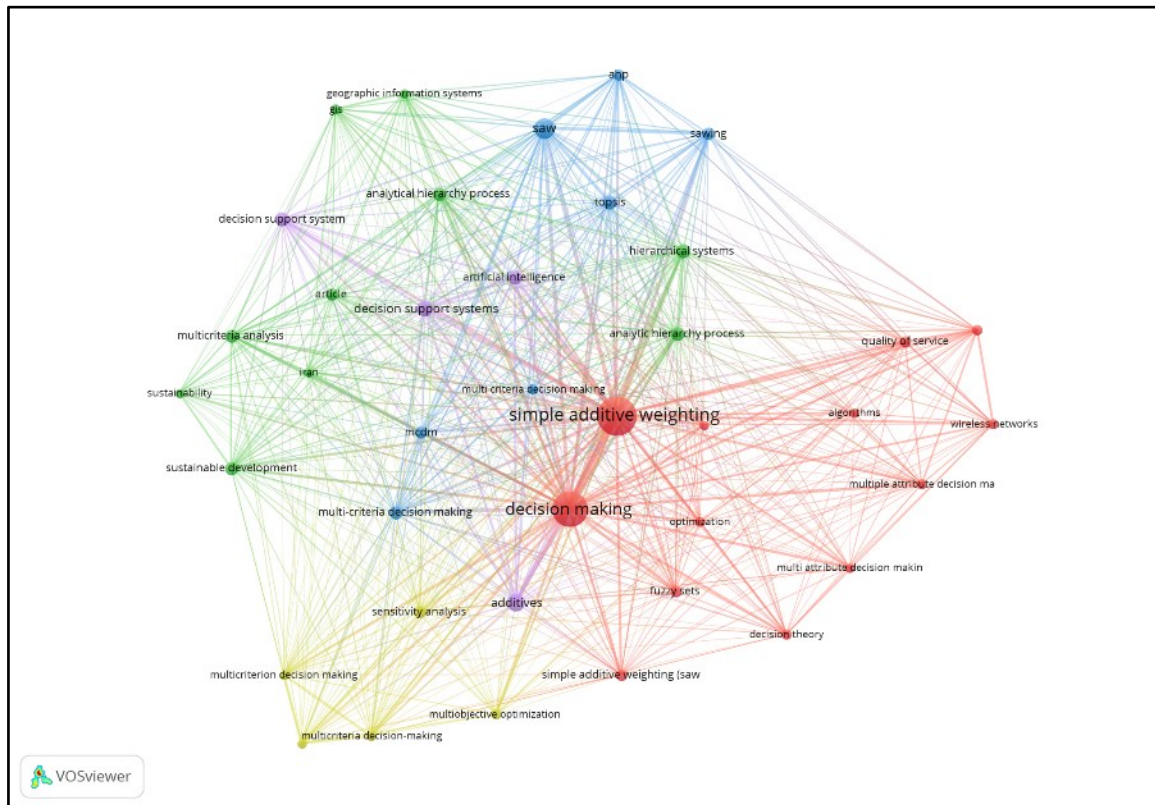 ahp
geographic information systems
gis
saw
sawing
analytical hierarchy process
topsis
decision support system
hierarchical systems
artificial intelligence
article
decision support systems
multicriteria analysis
analytic hierarchy process
quality of service
iran
sustainability
multi criteria decision making
simple additive weighting
algorithms
wireless networks
mcdm
sustainable development
multiple attribute decision ma
decision making
multi-criteria decision making
optimization
multi attribute decision makin
fuzzy sets
additives
sensitivity analysis
decision theory
multicriterion decision making
simple additive weighting (saw
multiobjective optimization
multicriteria decision-making
VOSviewer